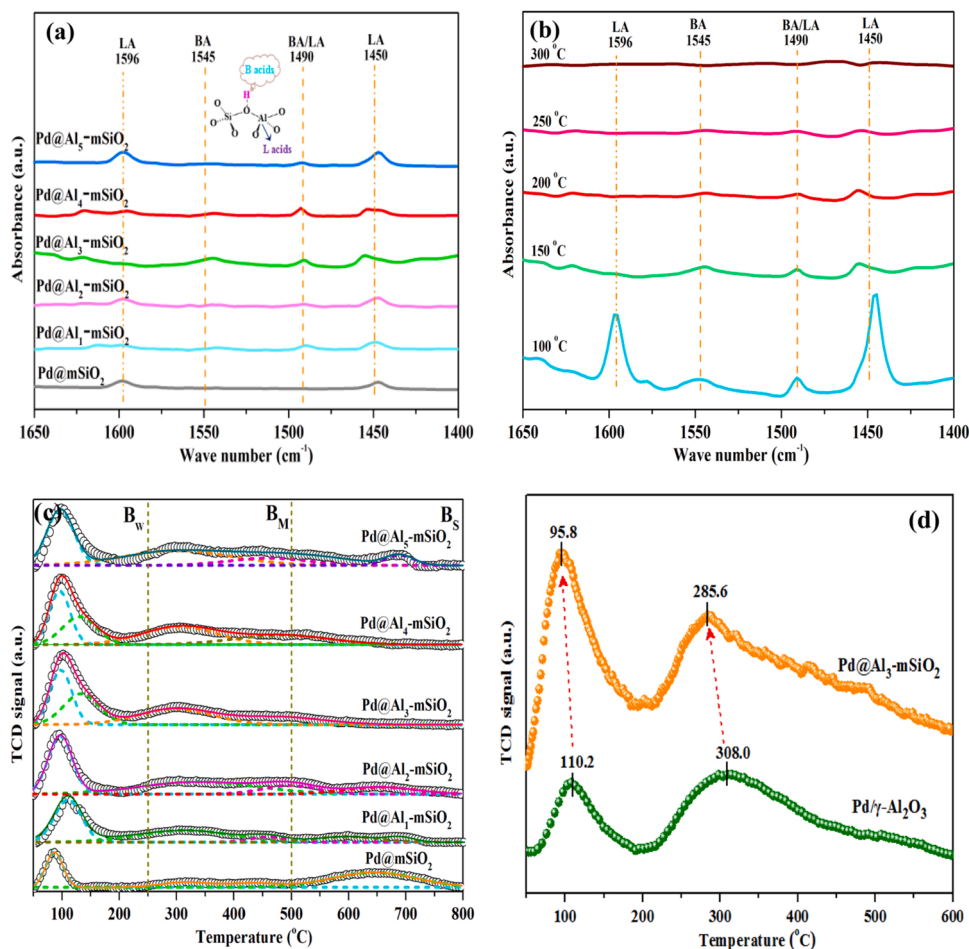 (a)
LA
1596
BA
1545
BA/LA
1490
LA
1450
B acids
H
O
O
Si
O
Al
O
O
O
O
O
L acids
Pd@Al5-mSiO2
Pd@Al4-mSiO2
Pd@Al3-mSiO2
Pd@Al2-mSiO2
Pd@Al1-mSiO2
Pd@mSiO2
Absorbance (a.u.)
1650 1600 1550 1500 1450 1400
Wave number (cm-1)
(b)
LA
1596
BA
1545
BA/LA
1490
LA
1450
300 °C
250 °C
200 °C
150 °C
100 °C
Absorbance (a.u.)
1650 1600 1550 1500 1450 1400
Wave number (cm-1)
(c)
BW
BM
BS
Pd@Al5-mSiO2
Pd@Al4-mSiO2
Pd@Al3-mSiO2
Pd@Al2-mSiO2
Pd@Al1-mSiO2
Pd@mSiO2
TCD signal (a.u.)
100 200 300 400 500 600 700 800
Temperature (°C)
(d)
95.8
285.6
Pd@Al3-mSiO2
110.2
308.0
Pd/γ-Al2O3
TCD signal (a.u.)
100 200 300 400 500 600
Temperature (°C)